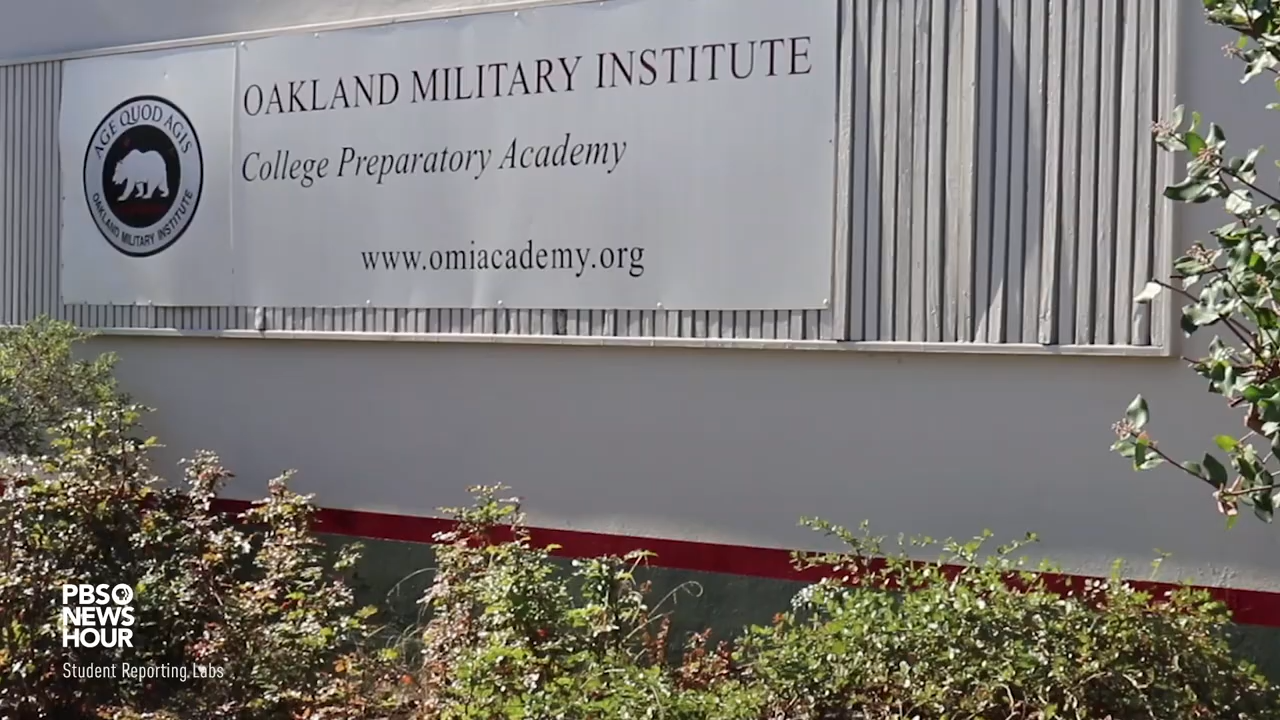 OAKLAND MILITARY INSTITUTE
College Preparatory Academy
www.omiacademy.org
AGE QUOD AGIS
OAKLAND MILITARY INSTITUTE
PBS
NEWS
HOUR
Student Reporting Labs